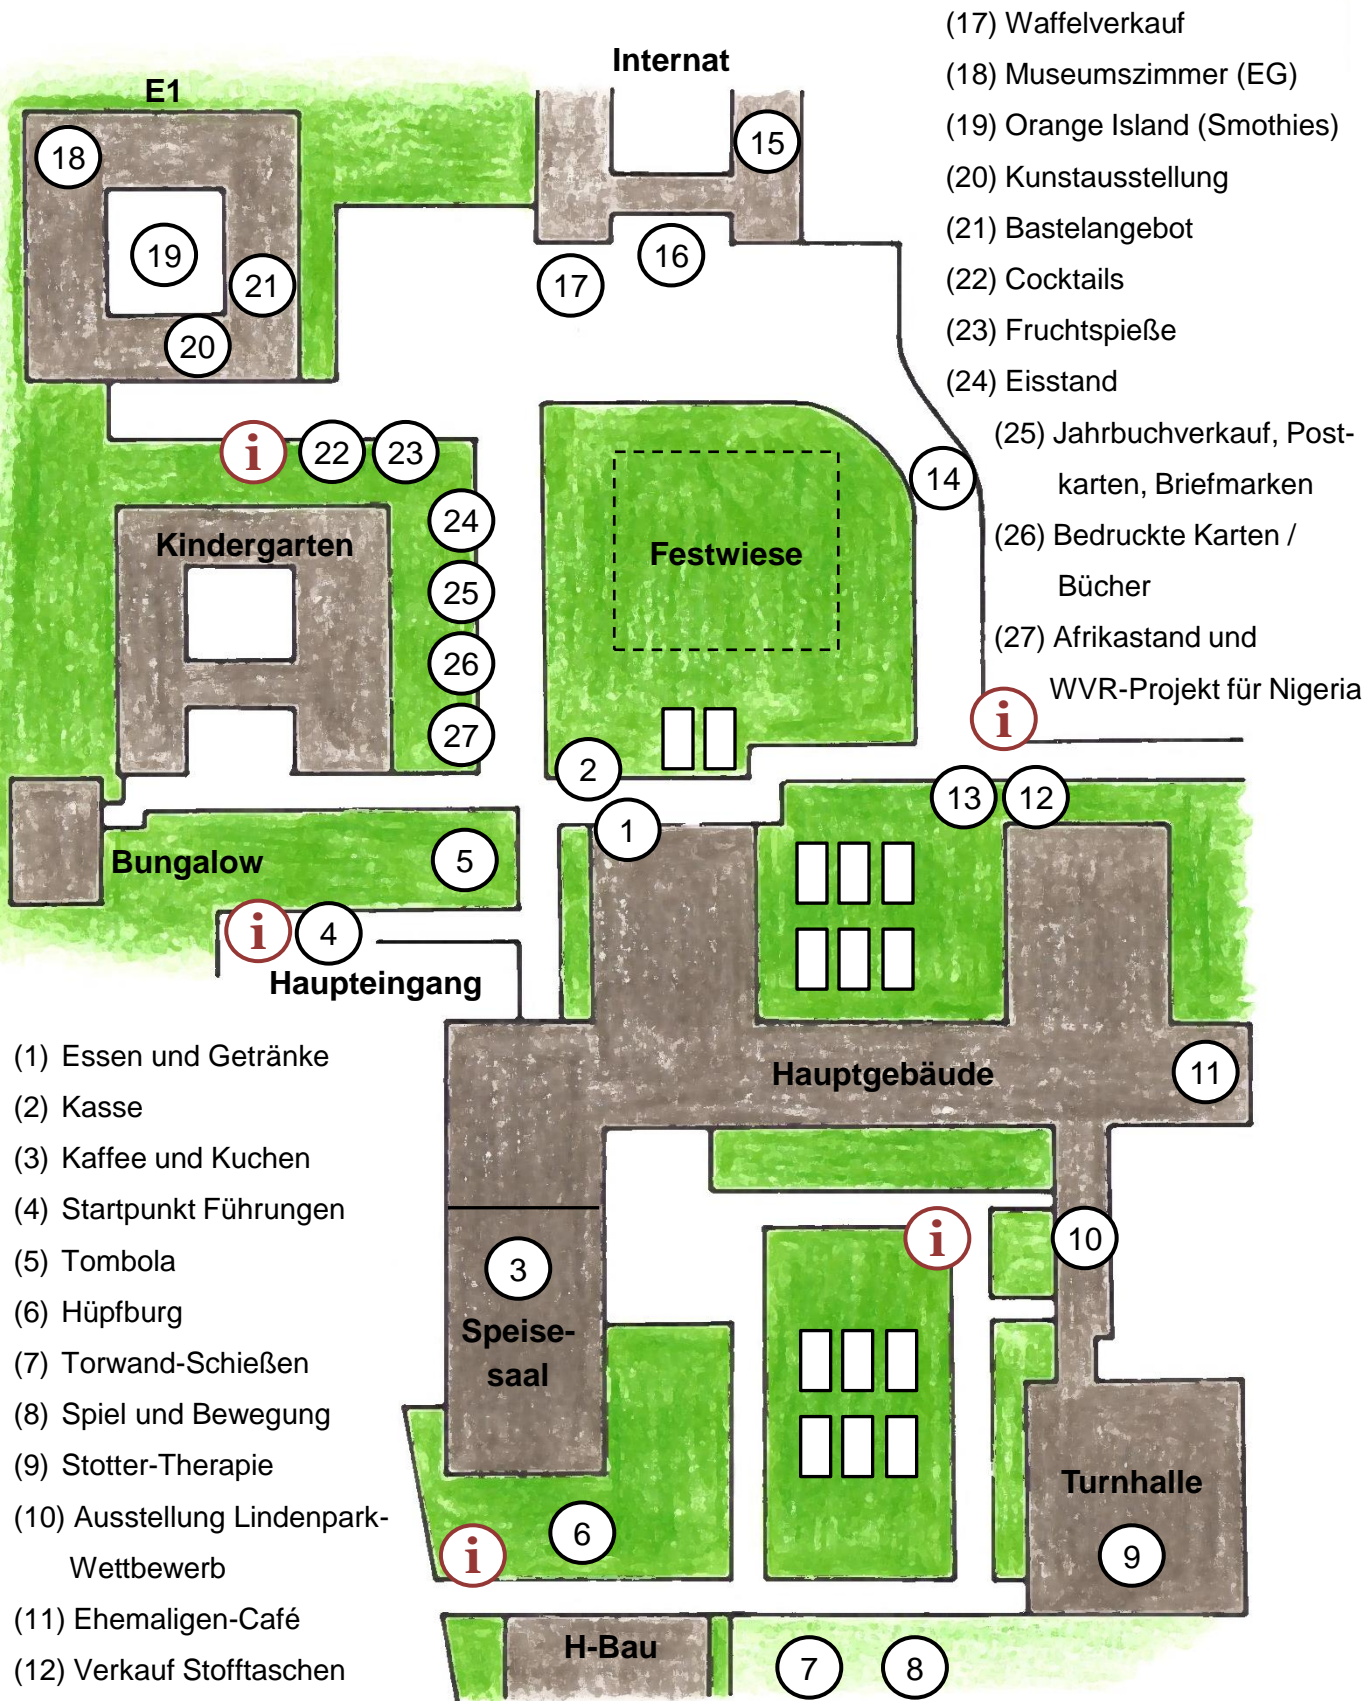 (17) Waffelverkauf
(18) Museumszimmer (EG)
(19) Orange Island (Smothies)
(20) Kunstausstellung
(21) Bastelangebot
(22) Cocktails
(23) Fruchtspieße
(24) Eisstand
(25) Jahrbuchverkauf, Post-
karten, Briefmarken
(26) Bedruckte Karten /
Bücher
(27) Afrikastand und
WVR-Projekt für Nigeria
Internat
E1
15
18
19
16
21
17
20
i
22
23
14
24
Kindergarten
Festwiese
25
26
i
27
2
13
12
1
Bungalow
5
i
4
Haupteingang
Hauptgebäude
11
i
10
3
Speise-
saal
Turnhalle
6
i
9
H-Bau
7
8
(1) Essen und Getränke
(2) Kasse
(3) Kaffee und Kuchen
(4) Startpunkt Führungen
(5) Tombola
(6) Hüpfburg
(7) Torwand-Schießen
(8) Spiel und Bewegung
(9) Stotter-Therapie
(10) Ausstellung Lindenpark-
Wettbewerb
(11) Ehemaligen-Café
(12) Verkauf Stofftaschen